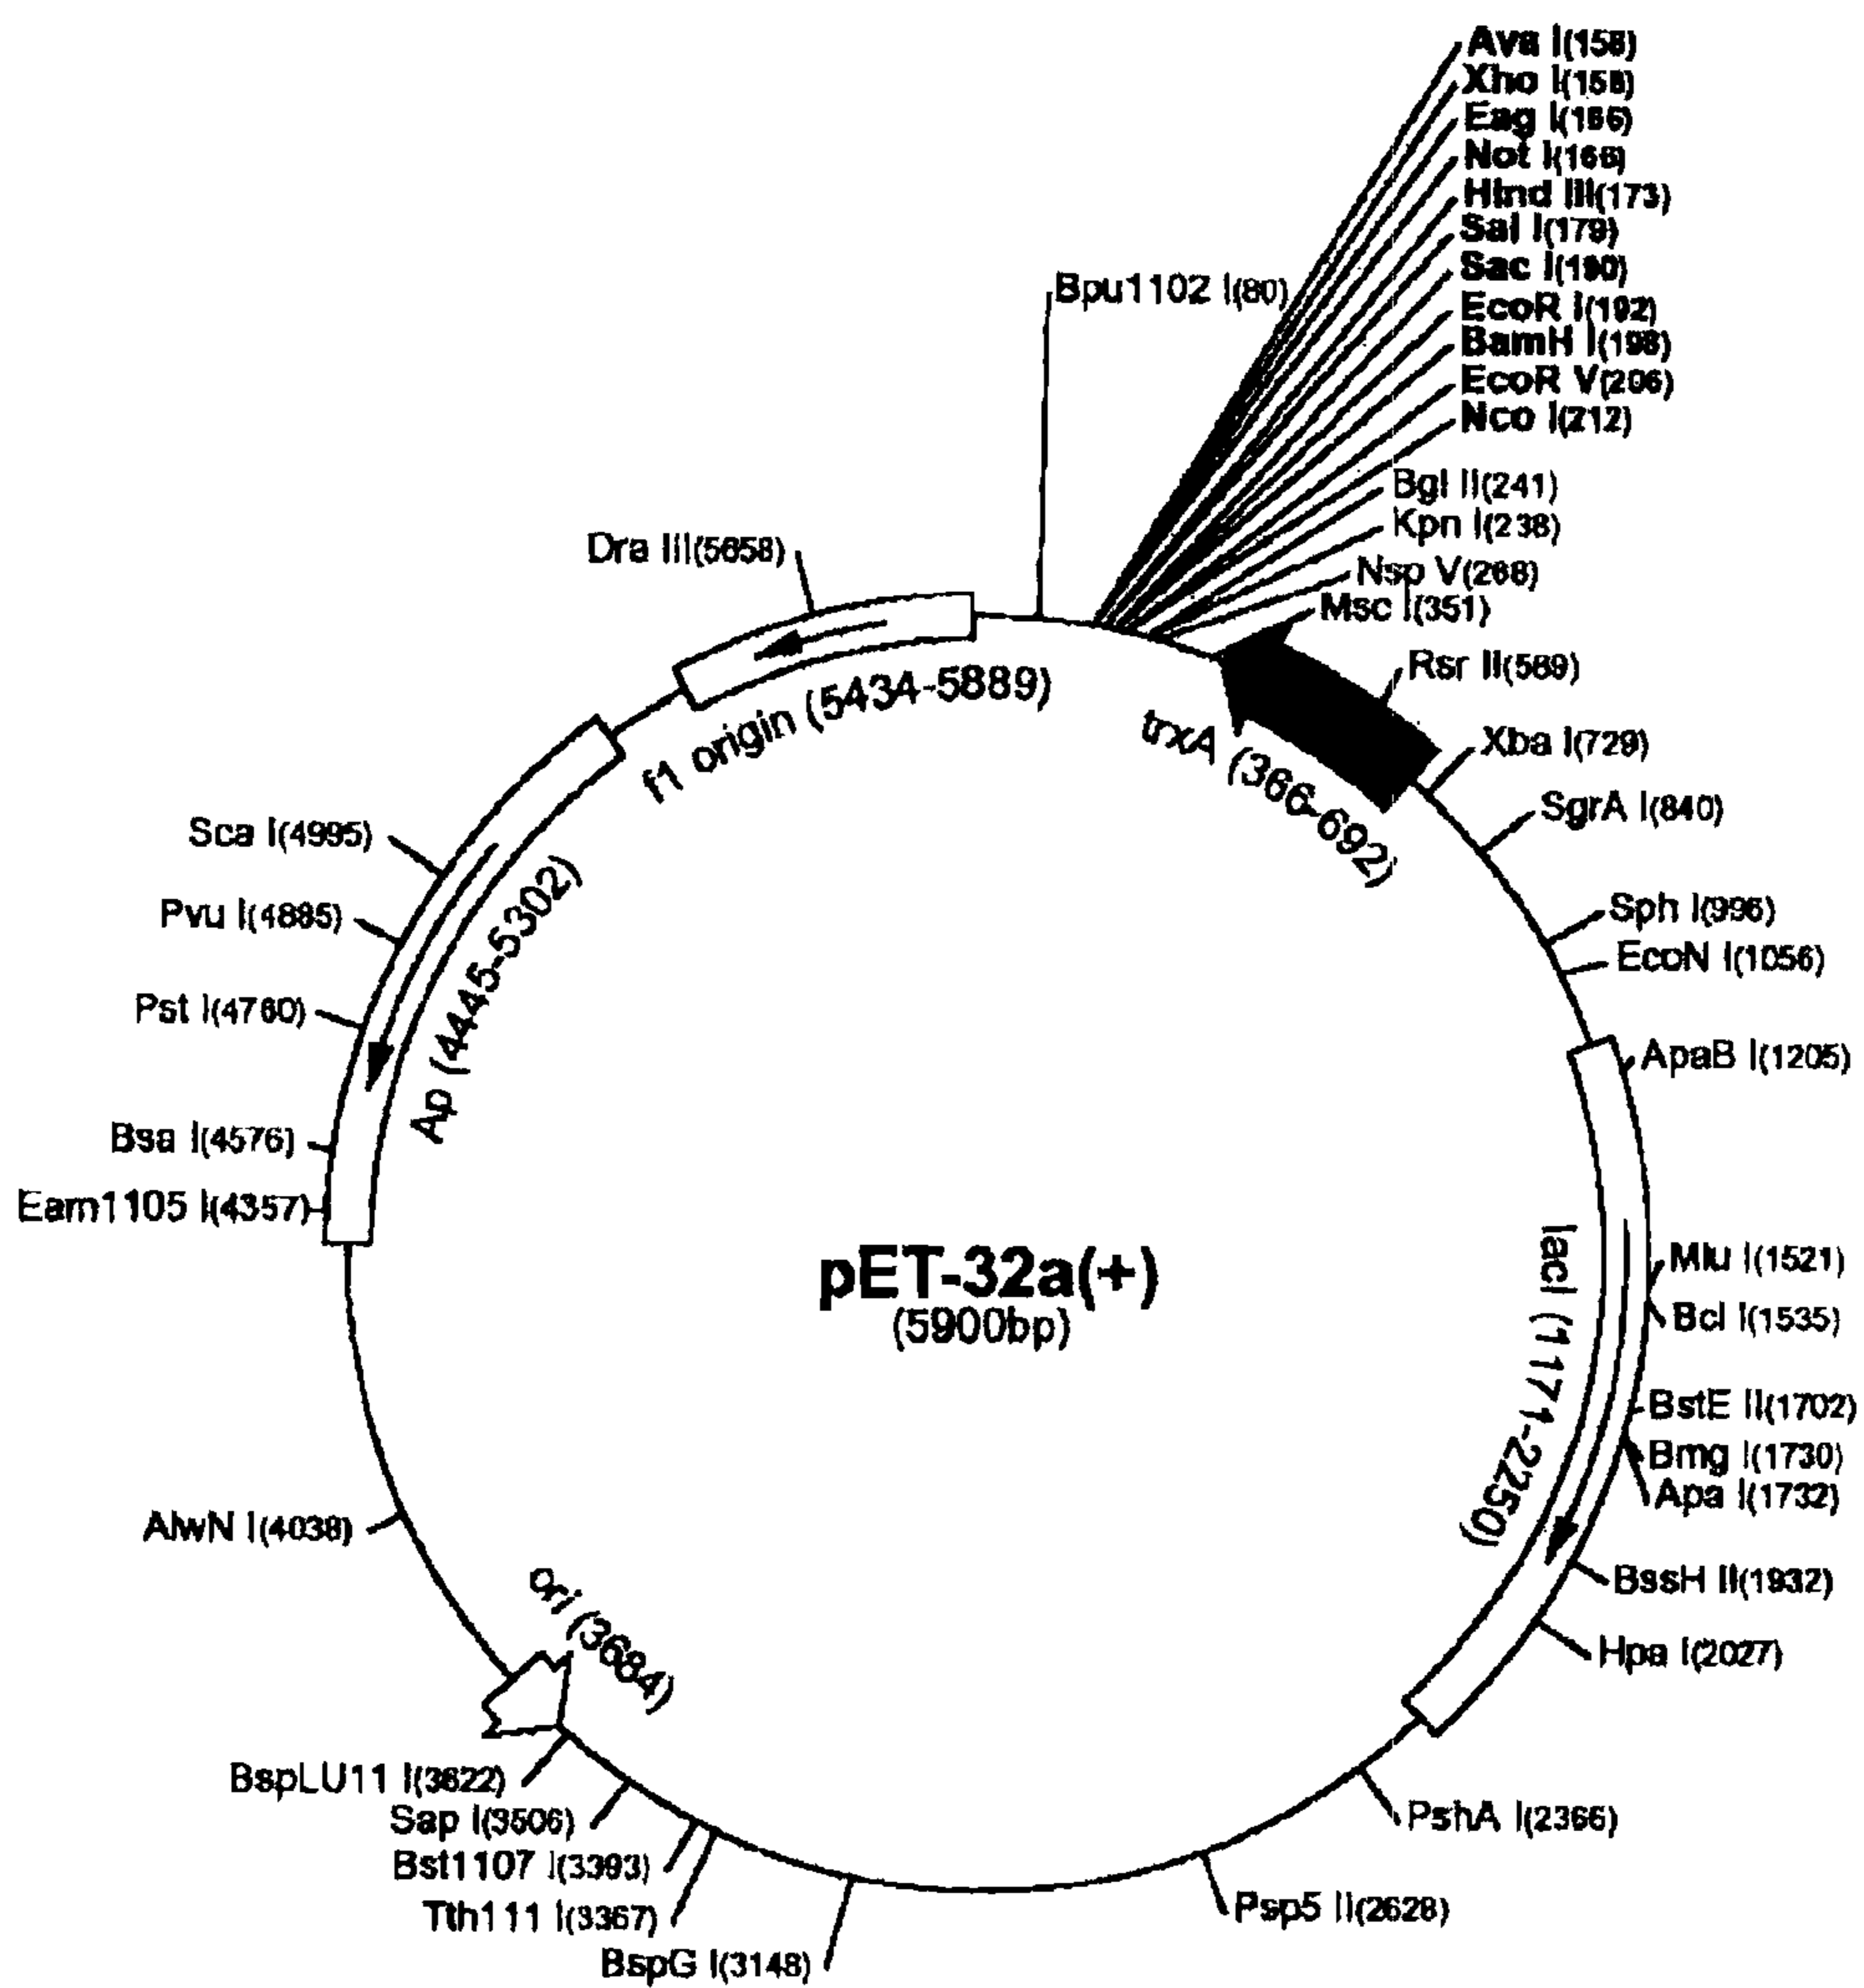 Ava I(158)
Xho I(158)
Eag I(166)
Not I(166)
Hind III(173)
Sal I(179)
Sac I(190)
EcoR I(192)
BamH I(198)
EcoR V(206)
Nco I(212)
Bgl II(241)
Kpn I(238)
Nsp V(268)
Msc I(351)
Rsr II(589)
Xba I(729)
SgrA I(840)
Sph I(996)
EcoN I(1056)
ApaB I(1205)
Mlu I(1521)
Bcl I(1535)
BstE II(1702)
Bmg I(1730)
Apa I(1732)
BssH II(1932)
Hpa I(2027)
PshA I(2366)
Psp5 II(2628)
BspG I(3148)
Tth111 I(3367)
Bst1107 I(3393)
Sap I(3506)
BspLU11 I(3622)
AlwN I(4038)
Eam1105 I(4357)
Bsa I(4576)
Pst I(4760)
Pvu I(4885)
Sca I(4995)
Dra III(5658)
Bpu1102 I(80)
f1 origin (5434-5889)
trxA (366-692)
Ap (4445-5302)
lacI (1171-2250)
ori (3684)
pET-32a(+)
(5900bp)